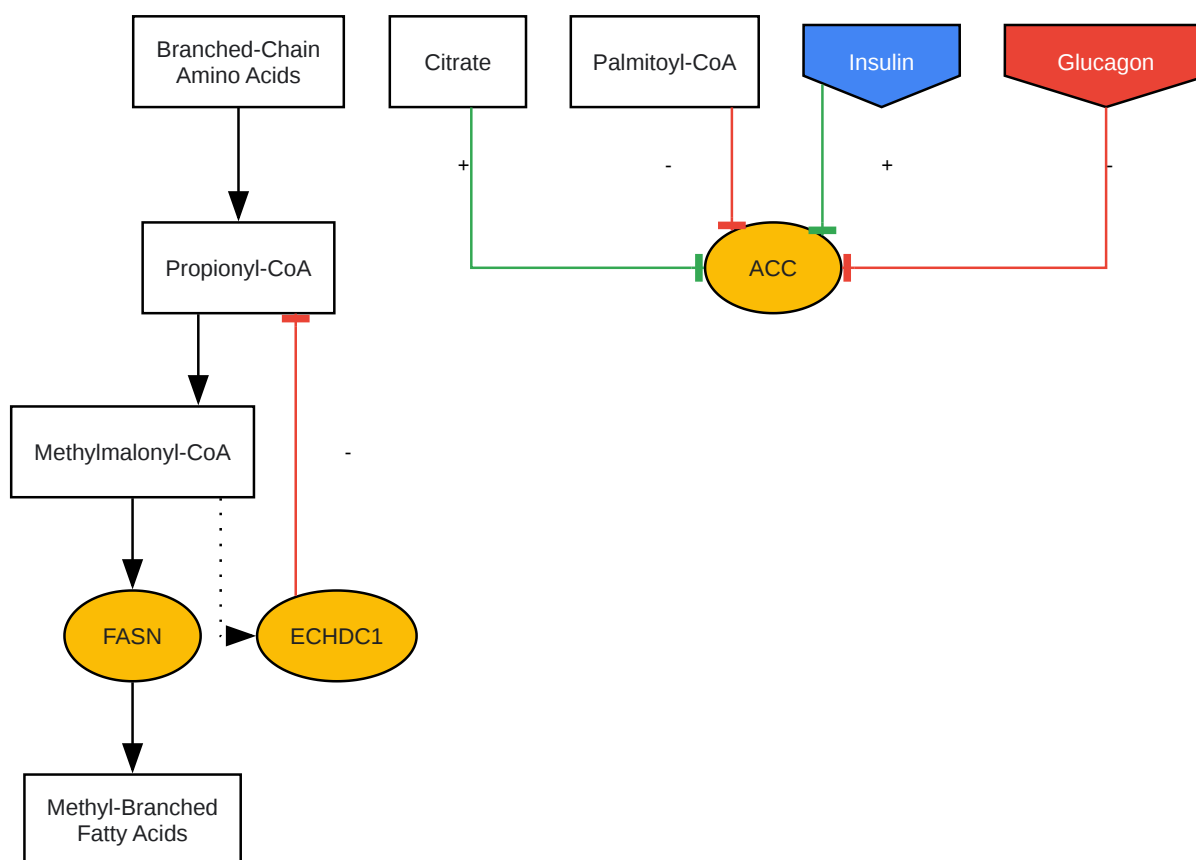 Branched-Chain
Amino Acids
Citrate
Palmitoyl-CoA
Insulin
Glucagon
+
-
+
-
Propionyl-CoA
ACC
Methylmalonyl-CoA
-
FASN
ECHDC1
Methyl-Branched
Fatty Acids